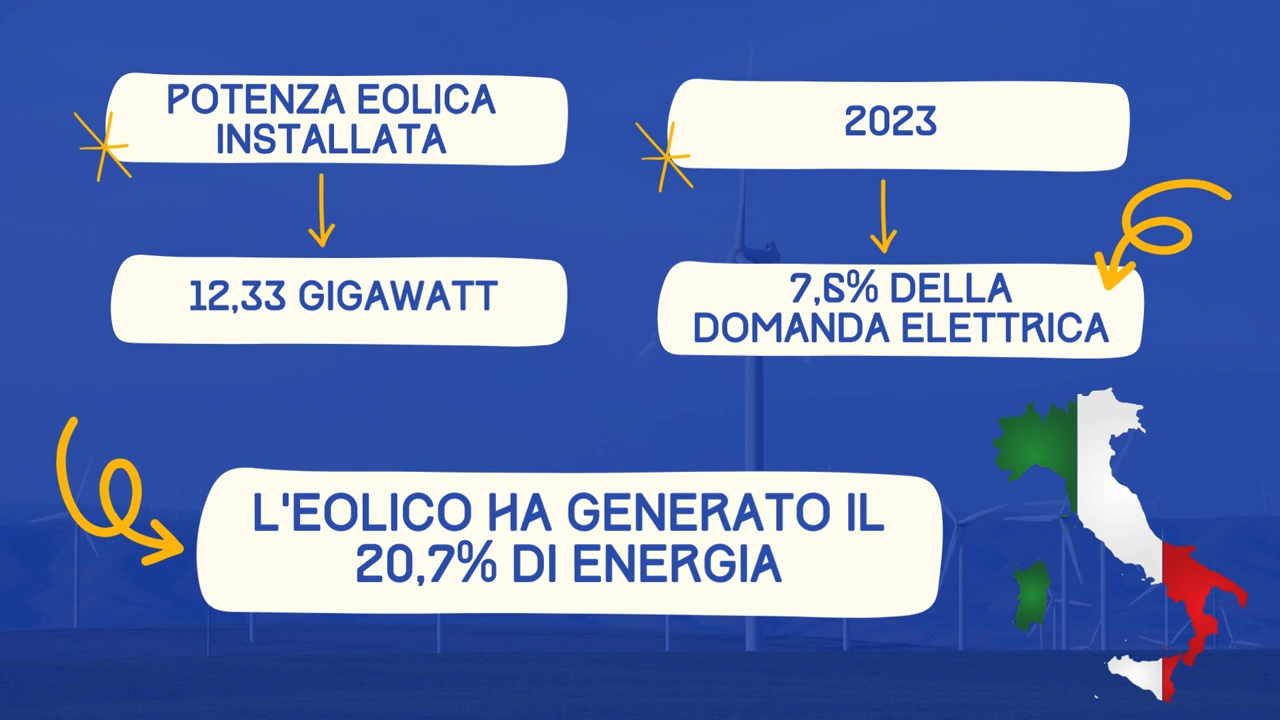 POTENZA EOLICA
INSTALLATA
2023
12,33 GIGAWATT
7,6% DELLA
DOMANDA ELETTRICA
L'EOLICO HA GENERATO IL
20,7% DI ENERGIA